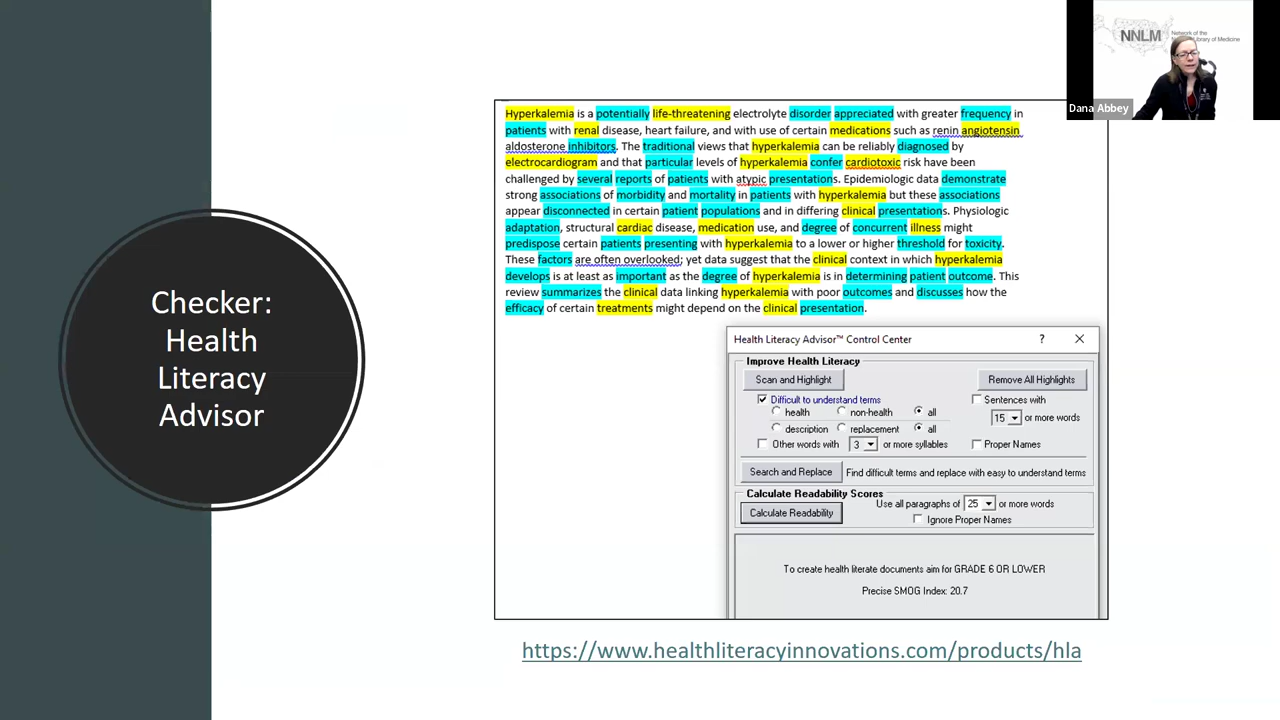 NNLM
Network of the
Library of Medicine
Dana Abbey
Checker:
Health
Literacy
Advisor
Hyperkalemia is a potentially life-threatening electrolyte disorder appreciated with greater frequency in
patients with renal disease, heart failure, and with use of certain medications such as renin angiotensin
aldosterone inhibitors. The traditional views that hyperkalemia can be reliably diagnosed by
electrocardiogram and that particular levels of hyperkalemia confer cardiotoxic risk have been
challenged by several reports of patients with atypic presentations. Epidemiologic data demonstrate
strong associations of morbidity and mortality in patients with hyperkalemia but these associations
appear disconnected in certain patient populations and in differing clinical presentations. Physiologic
adaptation, structural cardiac disease, medication use, and degree of concurrent illness might
predispose certain patients presenting with hyperkalemia to a lower or higher threshold for toxicity.
These factors are often overlooked; yet data suggest that the clinical context in which hyperkalemia
develops is at least as important as the degree of hyperkalemia is in determining patient outcome. This
review summarizes the clinical data linking hyperkalemia with poor outcomes and discusses how the
efficacy of certain treatments might depend on the clinical presentation.
Health Literacy Advisor™ Control Center ?
Improve Health Literacy
Scan and Highlight Remove All Highlights
Difficult to understand terms Sentences with
health non-health all 15 or more words
description replacement all
Other words with 3 or more syllables Proper Names
Search and Replace Find difficult terms and replace with easy to understand terms
Calculate Readability Scores
Use all paragraphs of 25 or more words
Calculate Readability Ignore Proper Names
To create health literate documents aim for GRADE 6 OR LOWER
Precise SMOG Index: 20.7
https://www.healthliteracyinnovations.com/products/hla